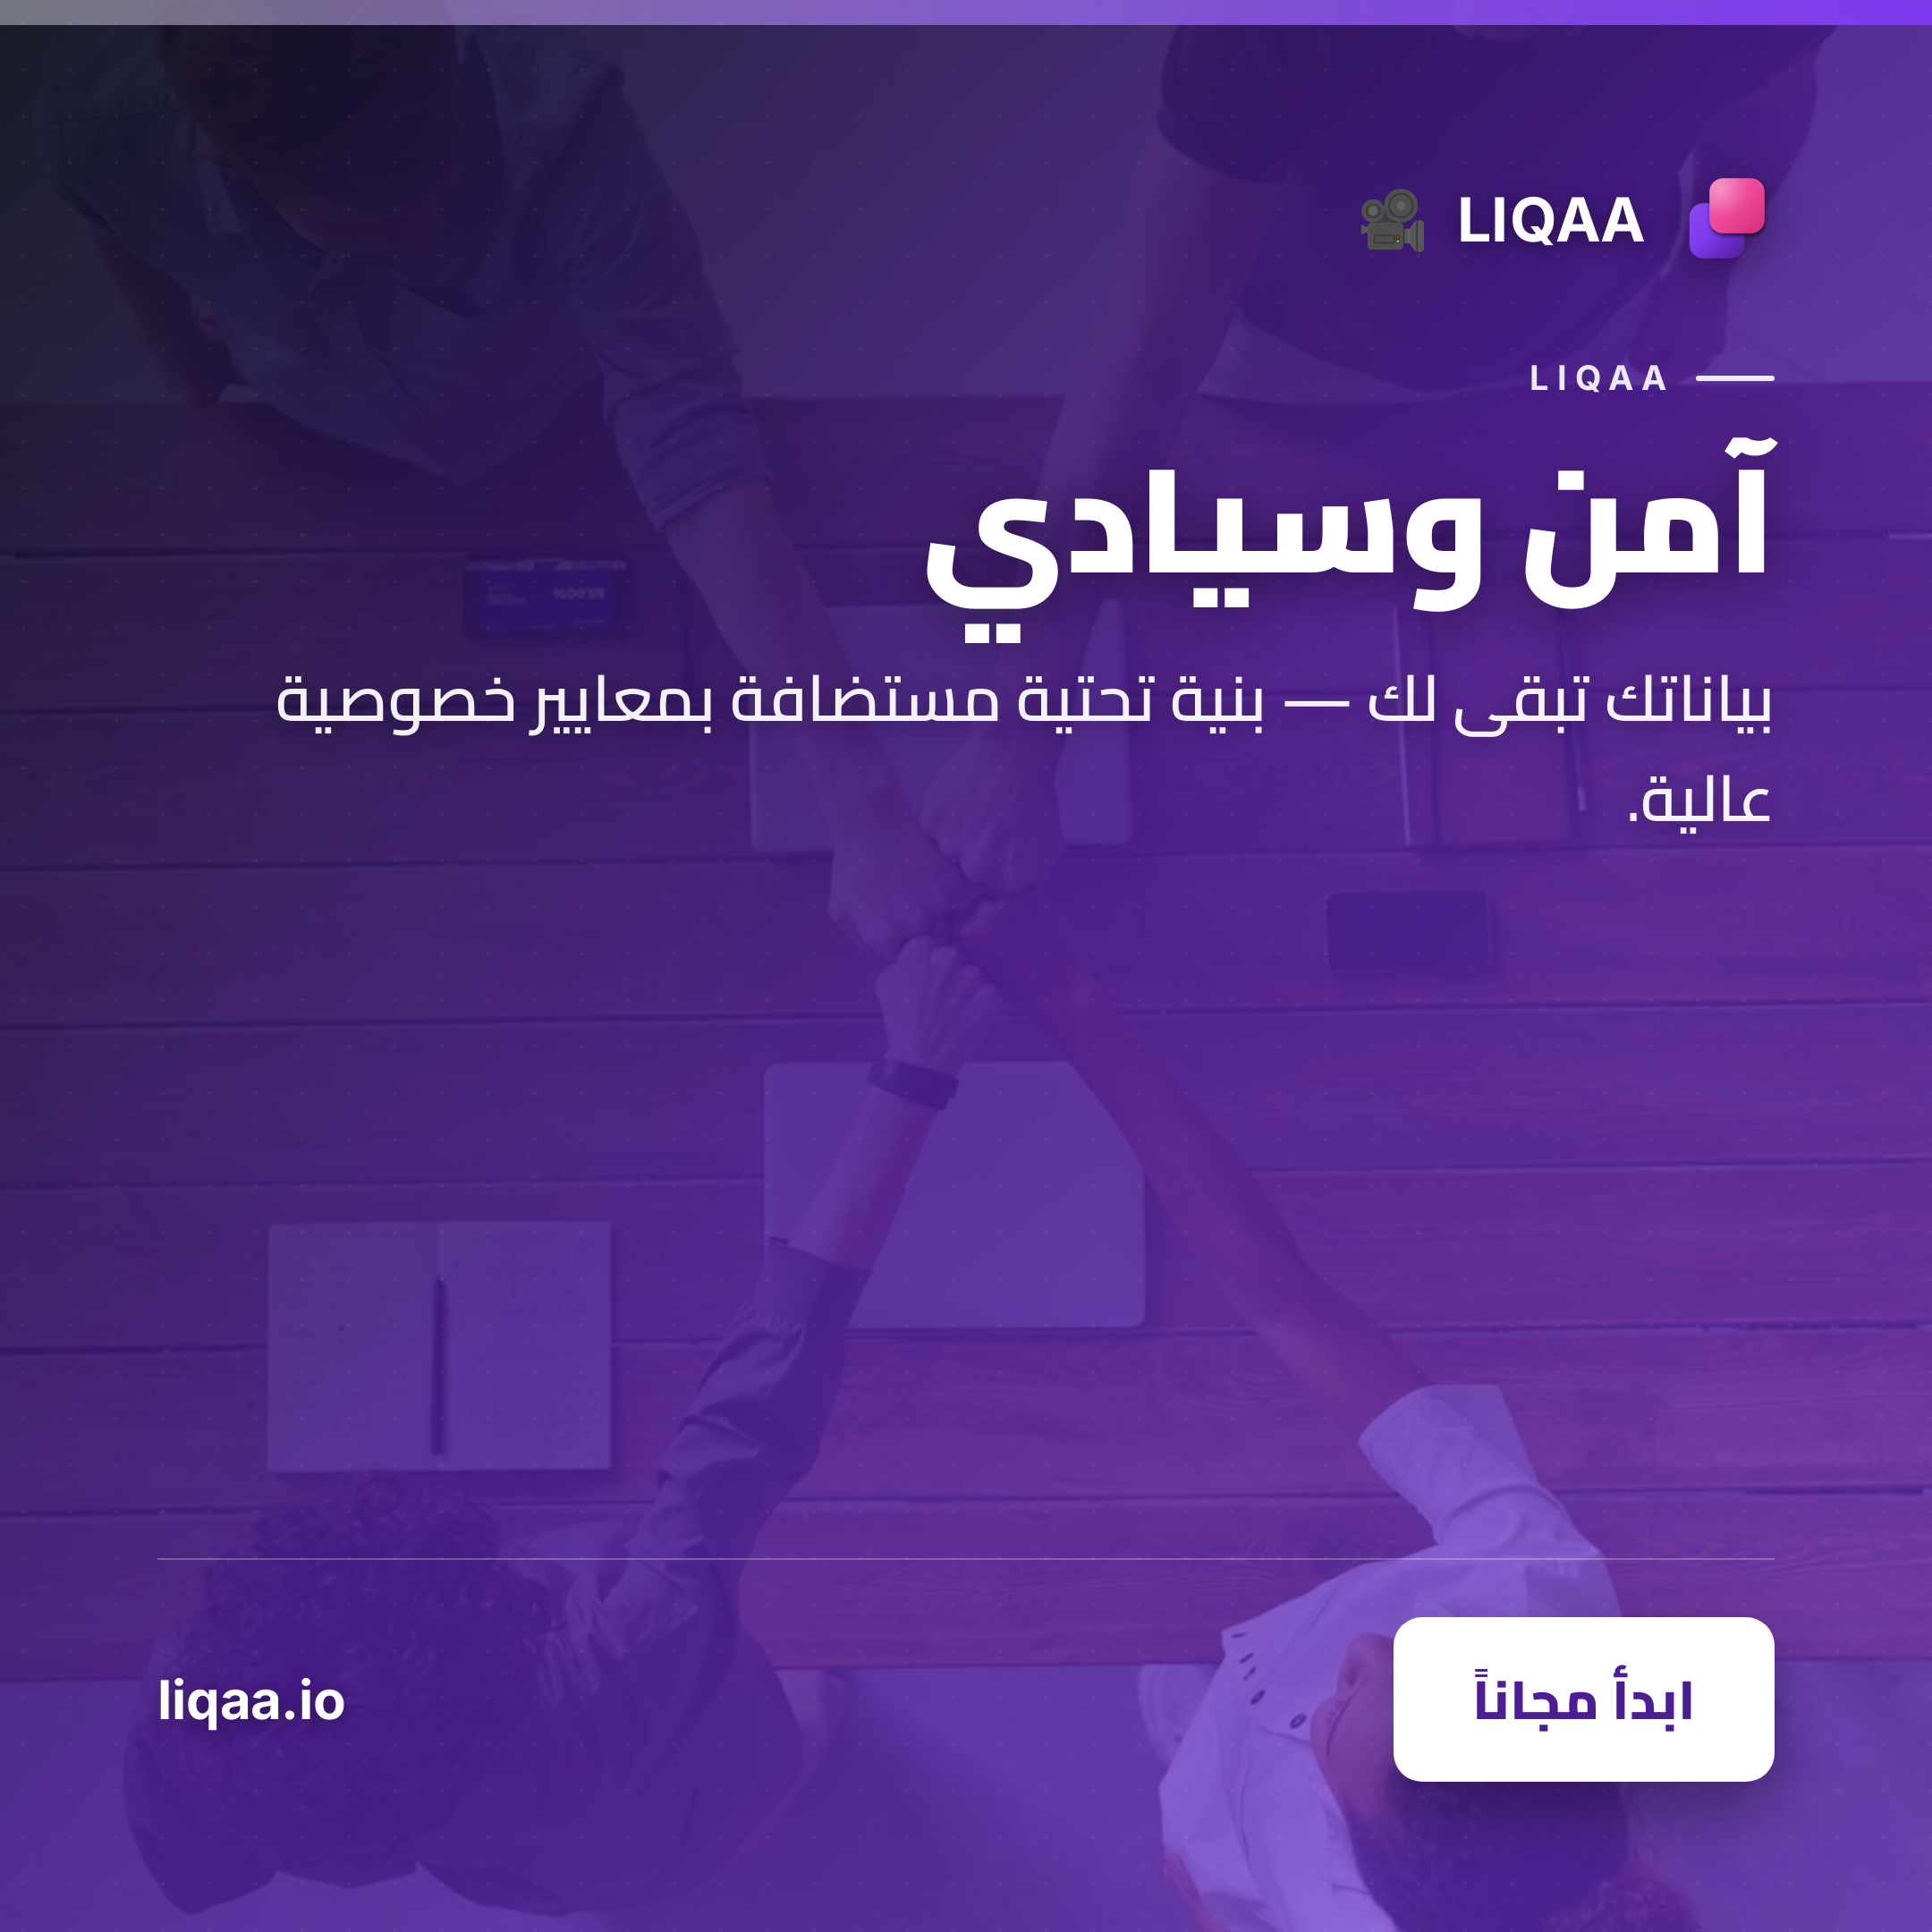 LIQAA 🎥
LIQAA
آمن وسيادي
بياناتك تبقى لك — بنية تحتية مستضافة بمعايير خصوصية
عالية.
ابدأ مجاناً
liqaa.io